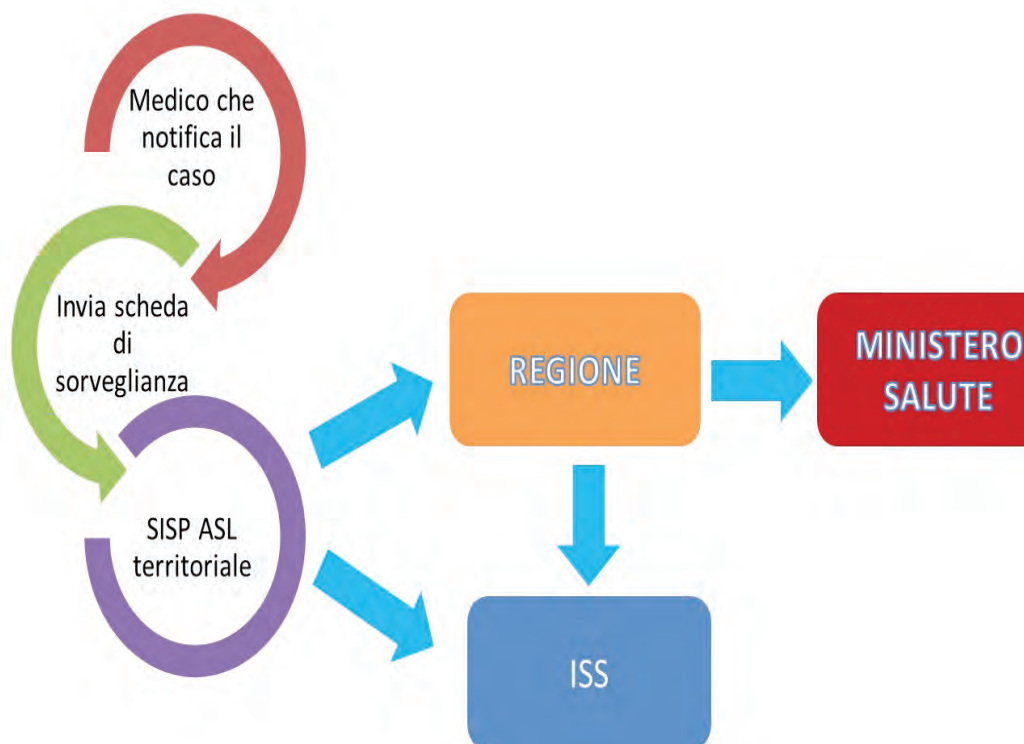 Medico che
notifica il
caso
Invia scheda
di
sorveglianza
SISP ASL
territoriale
REGIONE
MINISTERO
SALUTE
ISS